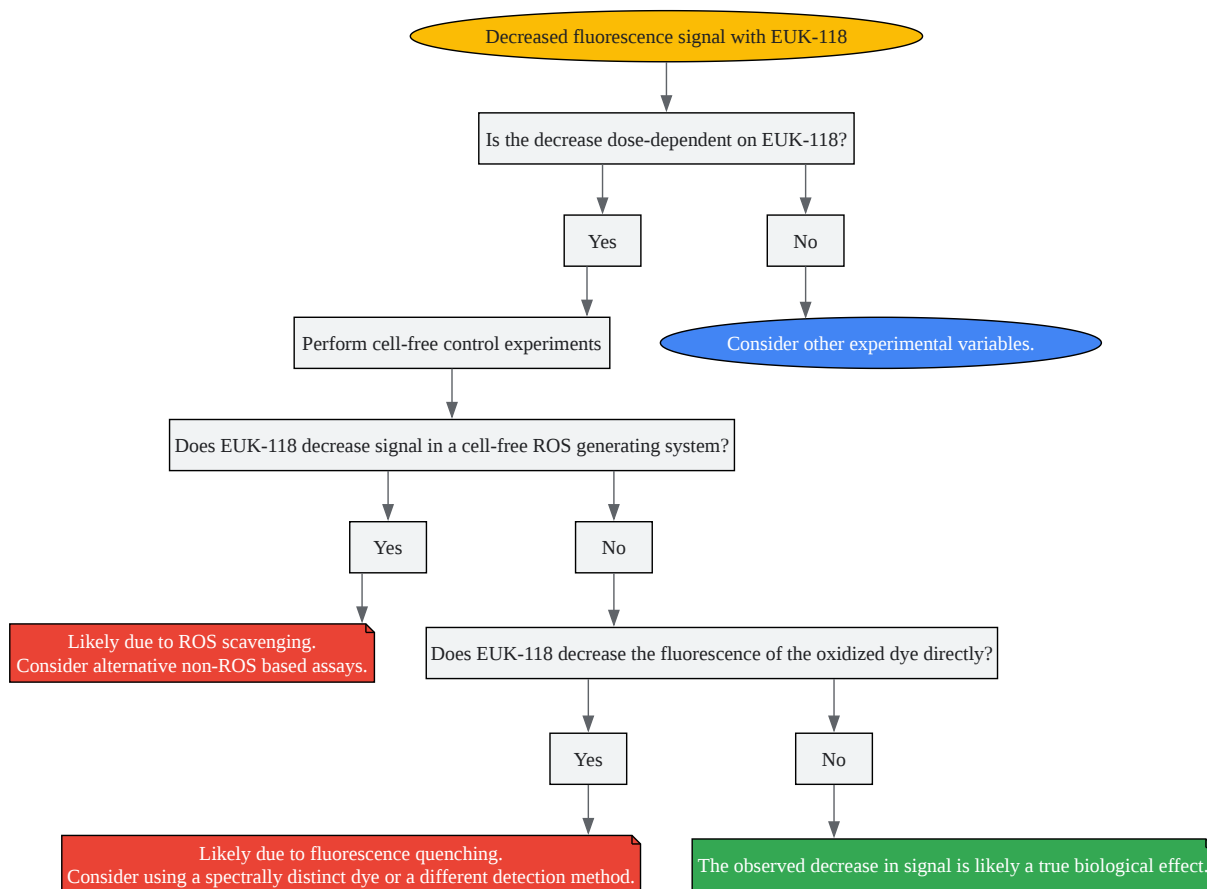 Decreased fluorescence signal with EUK-118
Is the decrease dose-dependent on EUK-118?
Yes
No
Perform cell-free control experiments
Consider other experimental variables.
Does EUK-118 decrease signal in a cell-free ROS generating system?
Yes
No
Likely due to ROS scavenging.
Consider alternative non-ROS based assays.
Does EUK-118 decrease the fluorescence of the oxidized dye directly?
Yes
No
Likely due to fluorescence quenching.
Consider using a spectrally distinct dye or a different detection method.
The observed decrease in signal is likely a true biological effect.